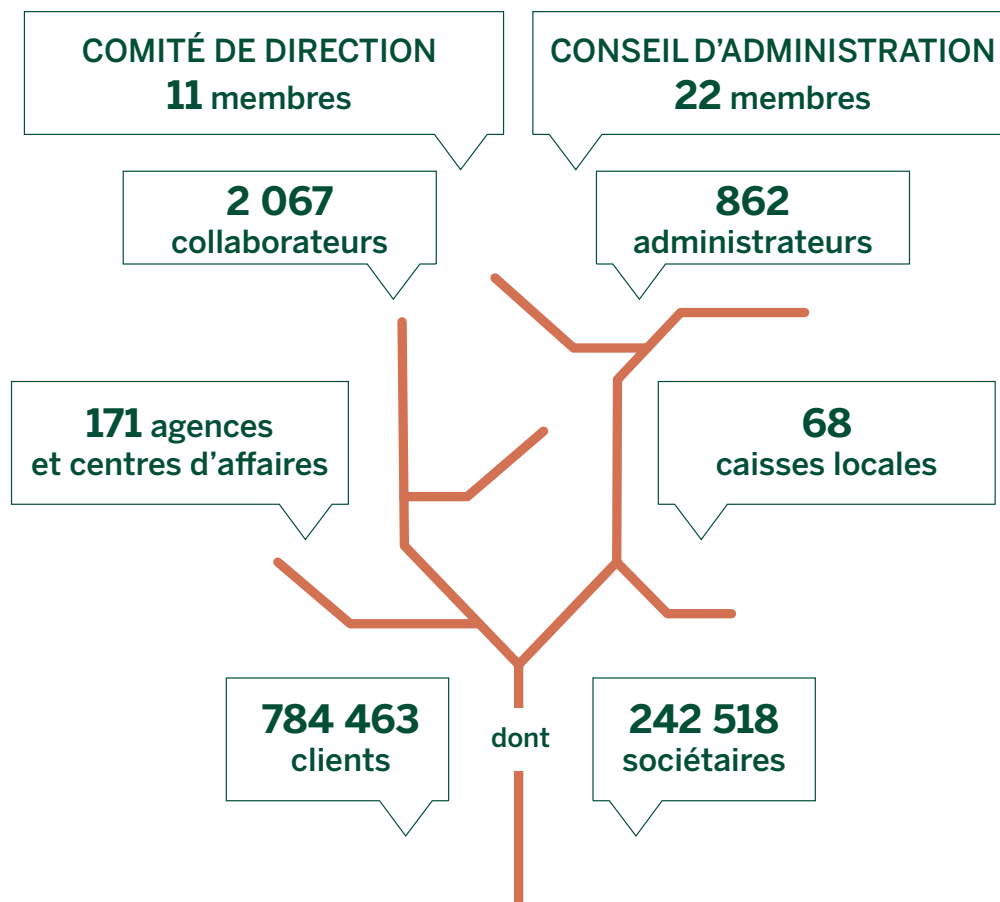 COMITÉ DE DIRECTION
11 membres
CONSEIL D'ADMINISTRATION
22 membres
2 067
collaborateurs
862
administrateurs
171 agences
et centres d'affaires
68
caisses locales
784 463
clients
dont
242 518
sociétaires